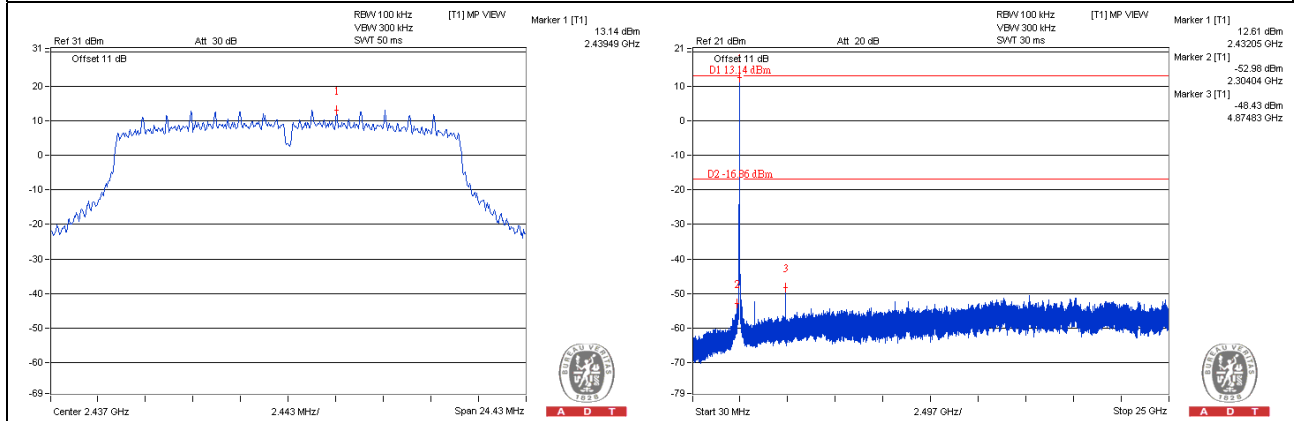 RBW 100 kHz [T1] MP VIEW
VBW 300 kHz
Ref 31 dBm Att 30 dB SWT 50 ms
Marker 1 [T1]
13.14 dBm
2.43949 GHz
31
Offset 11 dB
20
1
10
0
-10
-20
-30
-40
-50
-60
-69
Center 2.437 GHz 2.443 MHz/ Span 24.43 MHz
BUREAU VERITAS
1828
A D T
RBW 100 kHz [T1] MP VIEW
VBW 300 kHz
Ref 21 dBm Att 20 dB SWT 30 ms
Marker 1 [T1]
12.61 dBm
2.43205 GHz
Marker 2 [T1]
-52.98 dBm
2.30404 GHz
Marker 3 [T1]
-48.43 dBm
4.87483 GHz
21
Offset 11 dB
D1 13.14 dBm
10
0
-10
D2 -16.86 dBm
-20
-30
-40
3
2
-50
-60
-70
-79
Start 30 MHz 2.497 GHz/ Stop 25 GHz
BUREAU VERITAS
1828
A D T